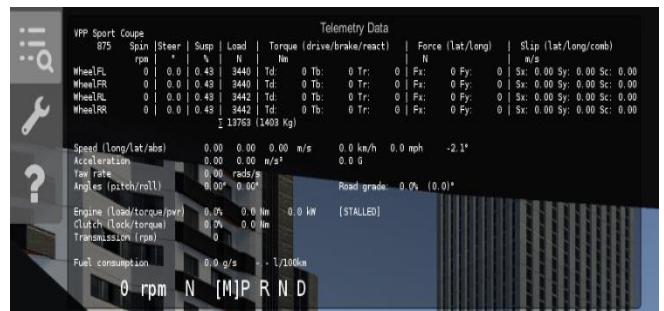 Telemetry Data
VPP Sport Coupe
875 Spin |Steer | Susp | Load | Torque (drive/brake/react) | Force (lat/long) | Slip (lat/long/comb)
rpm | ° | % | N | Nm | N | m/s
WheelFL 0 | 0.0 | 0.43 | 3440 | Td: 0 Tb: 0 Tr: 0 | Fx: 0 Fy: 0 | Sx: 0.00 Sy: 0.00 Sc: 0.00
WheelFR 0 | 0.0 | 0.43 | 3440 | Td: 0 Tb: 0 Tr: 0 | Fx: 0 Fy: 0 | Sx: 0.00 Sy: 0.00 Sc: 0.00
WheelRL 0 | 0.0 | 0.43 | 3442 | Td: 0 Tb: 0 Tr: 0 | Fx: 0 Fy: 0 | Sx: 0.00 Sy: 0.00 Sc: 0.00
WheelRR 0 | 0.0 | 0.43 | 3442 | Td: 0 Tb: 0 Tr: 0 | Fx: 0 Fy: 0 | Sx: 0.00 Sy: 0.00 Sc: 0.00
Σ 13763 (1403 Kg)
Speed (long/lat/abs) 0.00 0.00 0.00 m/s 0.0 km/h 0.0 mph -2.1°
Acceleration 0.00 0.00 m/s² 0.0 G
Yaw rate 0.00 rads/s
Angles (pitch/roll) 0.00° 0.00° Road grade: 0.0% (0.0)°
Engine (load/torque/pwr) 0.0% 0.0 Nm 0.0 kW [STALLED]
Clutch (lock/torque) 0.0% 0.0 Nm
Transmission (rpm) 0
Fuel consumption 0.0 g/s - - l/100km
0 rpm N [M]P R N D